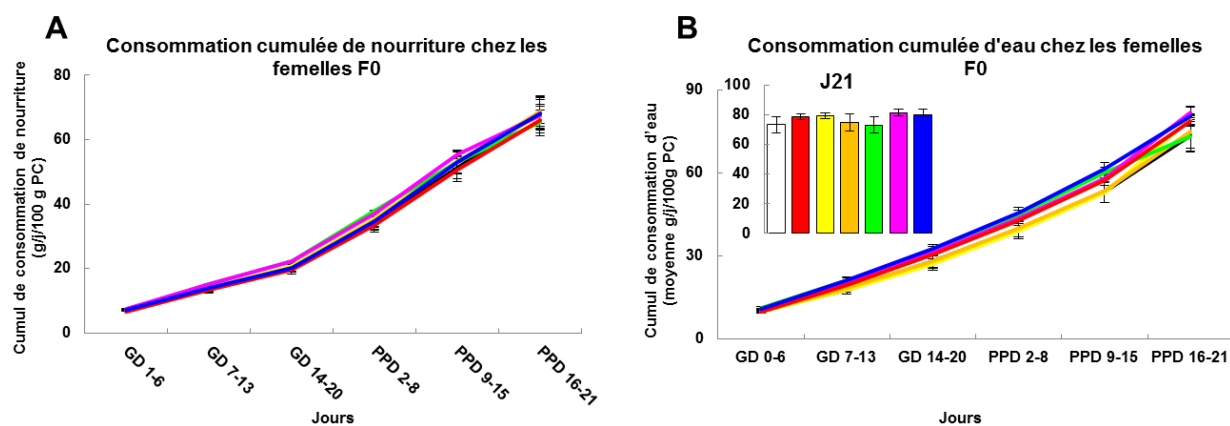 A
Consommation cumulée de nourriture chez les
femelles F0
Cumul de consommation de nourriture
(g/j/100 g PC)
80
60
40
20
0
GD 1-6
GD 7-13
GD 14-20
PPD 2-8
PPD 9-15
PPD 16-21
Jours
B
Consommation cumulée d'eau chez les femelles
F0
Cumul de consommation d'eau
(moyenne g/j/100g PC)
90
60
30
0
J21
100
80
60
40
20
0
GD 0-6
GD 7-13
GD 14-20
PPD 2-8
PPD 9-15
PPD 16-21
Jours